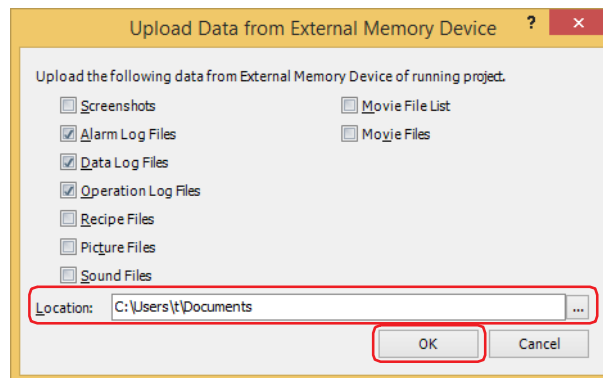 Upload Data from External Memory Device
?
×
Upload the following data from External Memory Device of running project.
Screenshots
Movie File List
Alarm Log Files
Movie Files
Data Log Files
Operation Log Files
Recipe Files
Picture Files
Sound Files
Location: C:\Users\t\Documents ...
OK Cancel